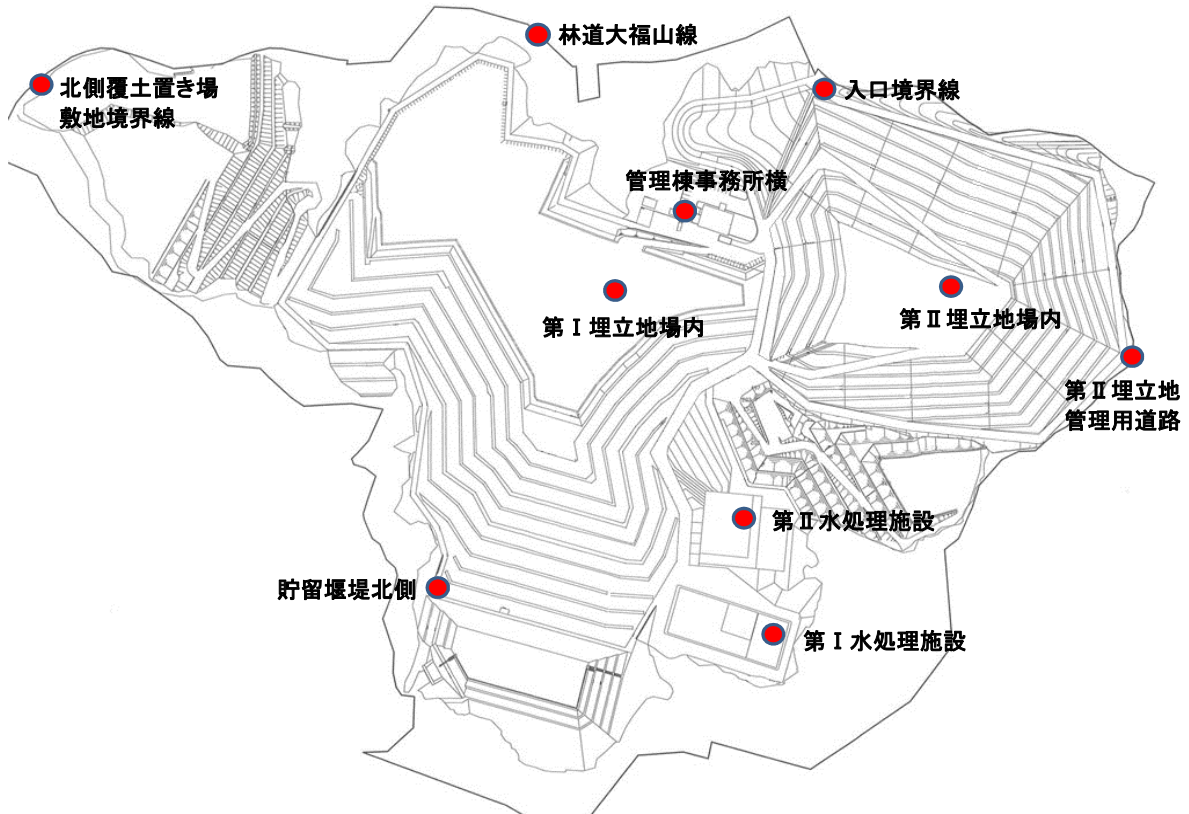 林道大福山線
北側覆土置き場
敷地境界線
入口境界線
管理棟事務所横
第Ⅰ埋立地場内
第Ⅱ埋立地場内
第Ⅱ埋立地
管理用道路
第Ⅱ水処理施設
貯留堰堤北側
第Ⅰ水処理施設